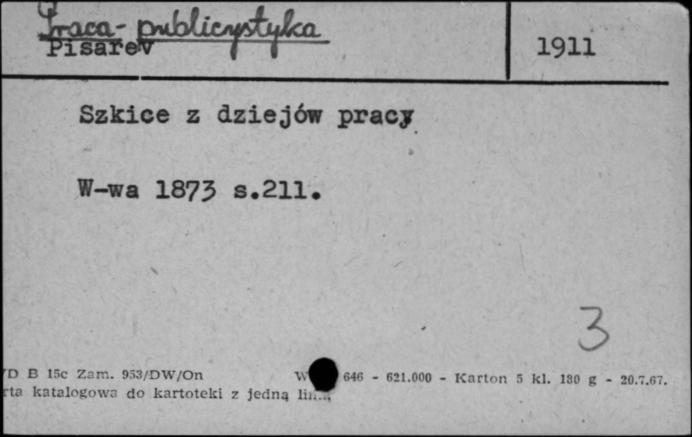 Praca-publicystyka
Pisarev
1911
Szkice z dziejów pracy
W-wa 1873 s.211.
3
D B 15c Zam. 953/DW/On 646 - 621.000 - Karton 5 kl. 180 g - 20.7.67.
rta katalogowa do kartoteki z jedną